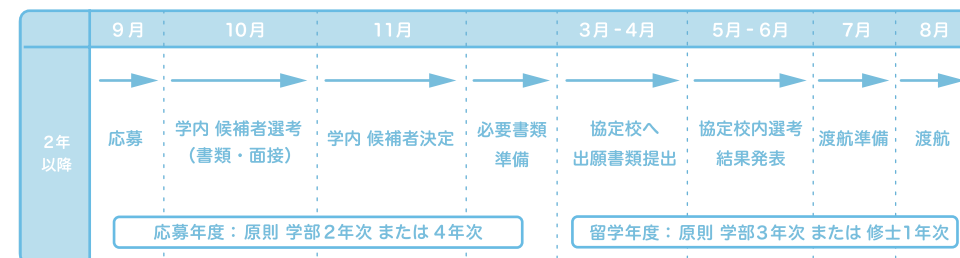 9月 10月 11月 3月-4月 5月-6月 7月 8月
2年
以降
応募
学内 候補者選考
（書類・面接）
学内 候補者決定
必要書類
準備
協定校へ
出願書類提出
協定校内選考
結果発表
渡航準備
渡航
応募年度：原則 学部2年次 または 4年次
留学年度：原則 学部3年次 または 修士1年次